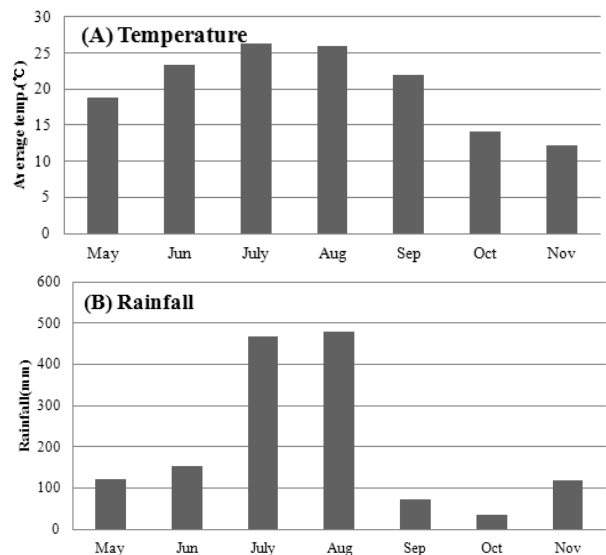 (A) Temperature
Average temp.(℃)
30
25
20
15
10
5
0
May Jun July Aug Sep Oct Nov
(B) Rainfall
Rainfall(mm)
600
500
400
300
200
100
0
May Jun July Aug Sep Oct Nov